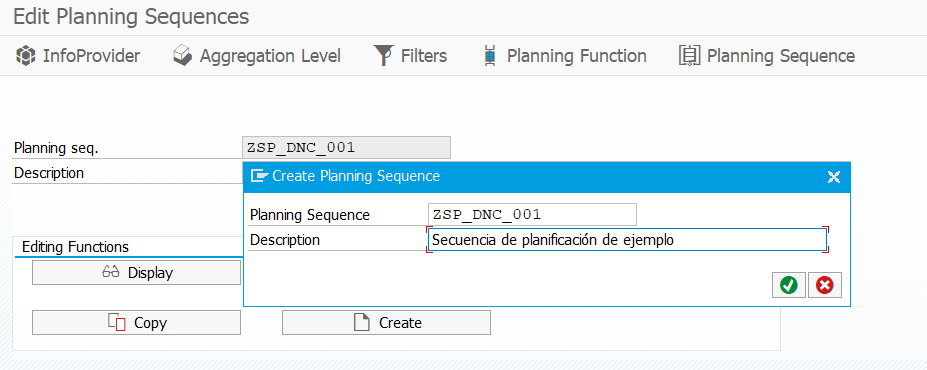 Edit Planning Sequences
InfoProvider Aggregation Level Filters Planning Function Planning Sequence
Planning seq. ZSP_DNC_001
Description
Create Planning Sequence
Planning Sequence ZSP_DNC_001
Description Secuencia de planificación de ejemplo
Editing Functions
Display
Copy Create